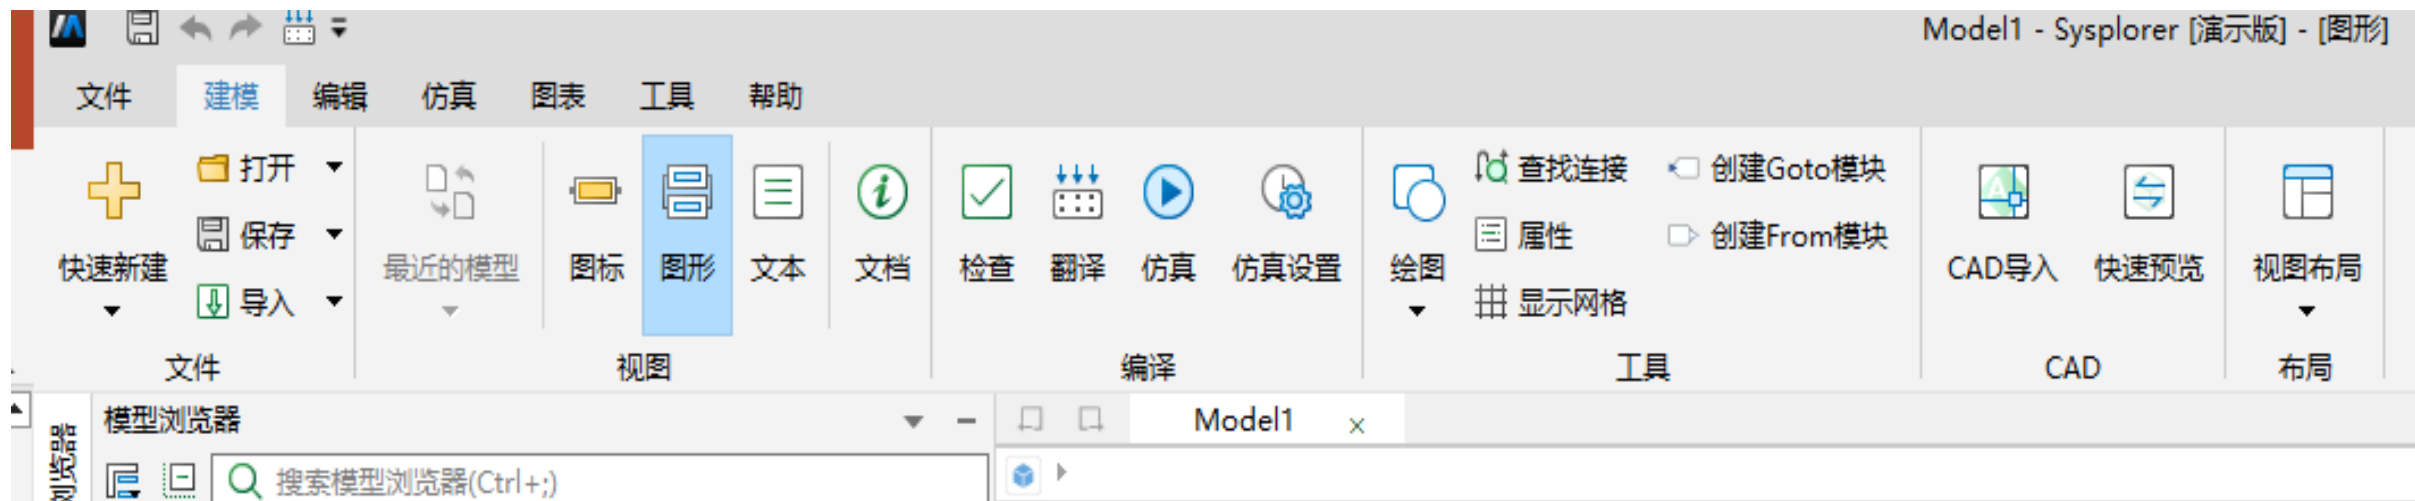 Model1 - Sysplorer [演示版] - [图形]
文件 建模 编辑 仿真 图表 工具 帮助
快速新建
打开
保存
导入
文件
最近的模型
图标
图形
文本
文档
视图
检查
翻译
仿真
仿真设置
编译
绘图
查找连接
属性
显示网格
创建Goto模块
创建From模块
工具
CAD导入
快速预览
CAD
视图布局
布局
浏览器
模型浏览器
搜索模型浏览器(Ctrl+;)
Model1